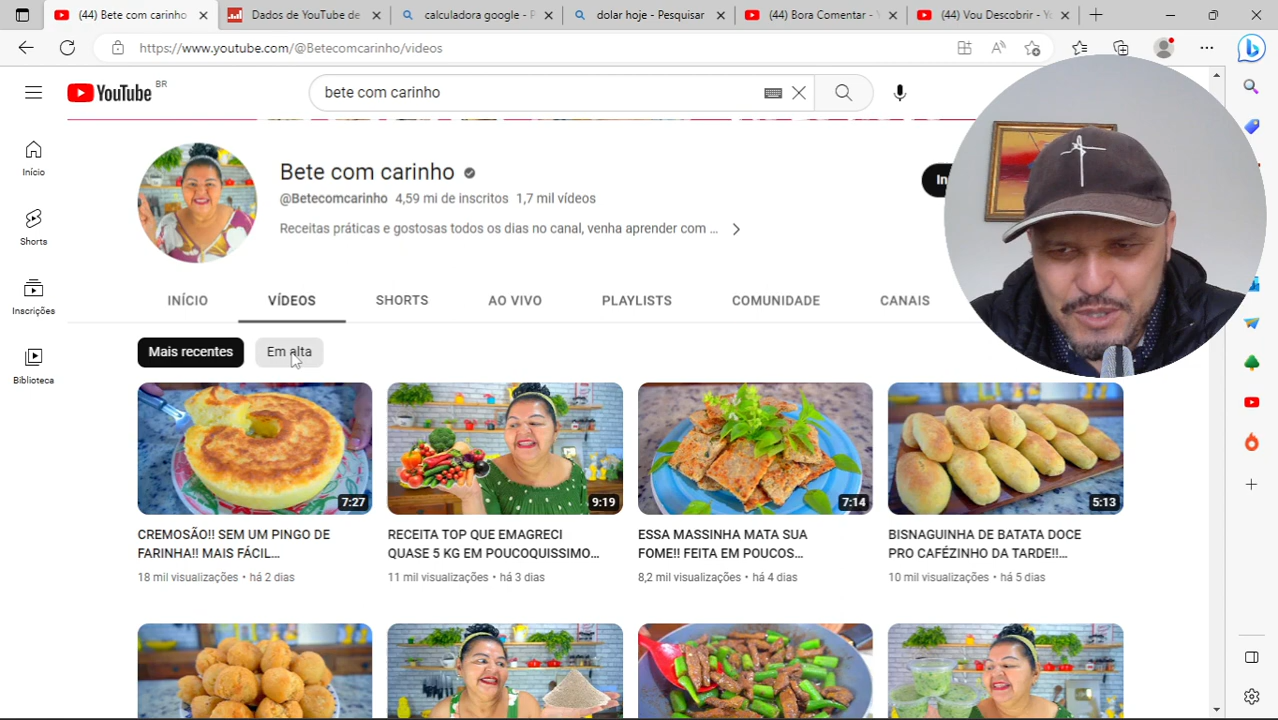 (44) Bete com carinho
Dados de YouTube de
calculadora google - P
dolar hoje - Pesquisar
(44) Bora Comentar - Y
(44) Vou Descobrir - Yo
https://www.youtube.com/@Betecomcarinho/videos
YouTube BR
bete com carinho
Início
Shorts
Inscrições
Biblioteca
Bete com carinho
@Betecomcarinho 4,59 mi de inscritos 1,7 mil vídeos
Receitas práticas e gostosas todos os dias no canal, venha aprender com ...
In
INÍCIO VÍDEOS SHORTS AO VIVO PLAYLISTS COMUNIDADE CANAIS
Mais recentes Em alta
7:27
9:19
7:14
5:13
CREMOSÃO!! SEM UM PINGO DE
FARINHA!! MAIS FÁCIL...
18 mil visualizações • há 2 dias
RECEITA TOP QUE EMAGRECI
QUASE 5 KG EM POUCOQUISSIMO...
11 mil visualizações • há 3 dias
ESSA MASSINHA MATA SUA
FOME!! FEITA EM POUCOS...
8,2 mil visualizações • há 4 dias
BISNAGUINHA DE BATATA DOCE
PRO CAFÉZINHO DA TARDE!!...
10 mil visualizações • há 5 dias